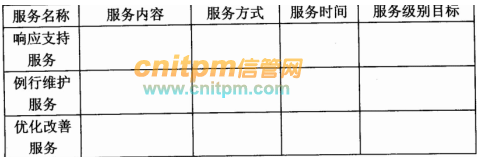 服务名称 服务内容 服务方式 服务时间 服务级别目标
响应支持
服务
例行维护
服务
优化改善
服务
cnitpm信管网
www.cnitpm.com